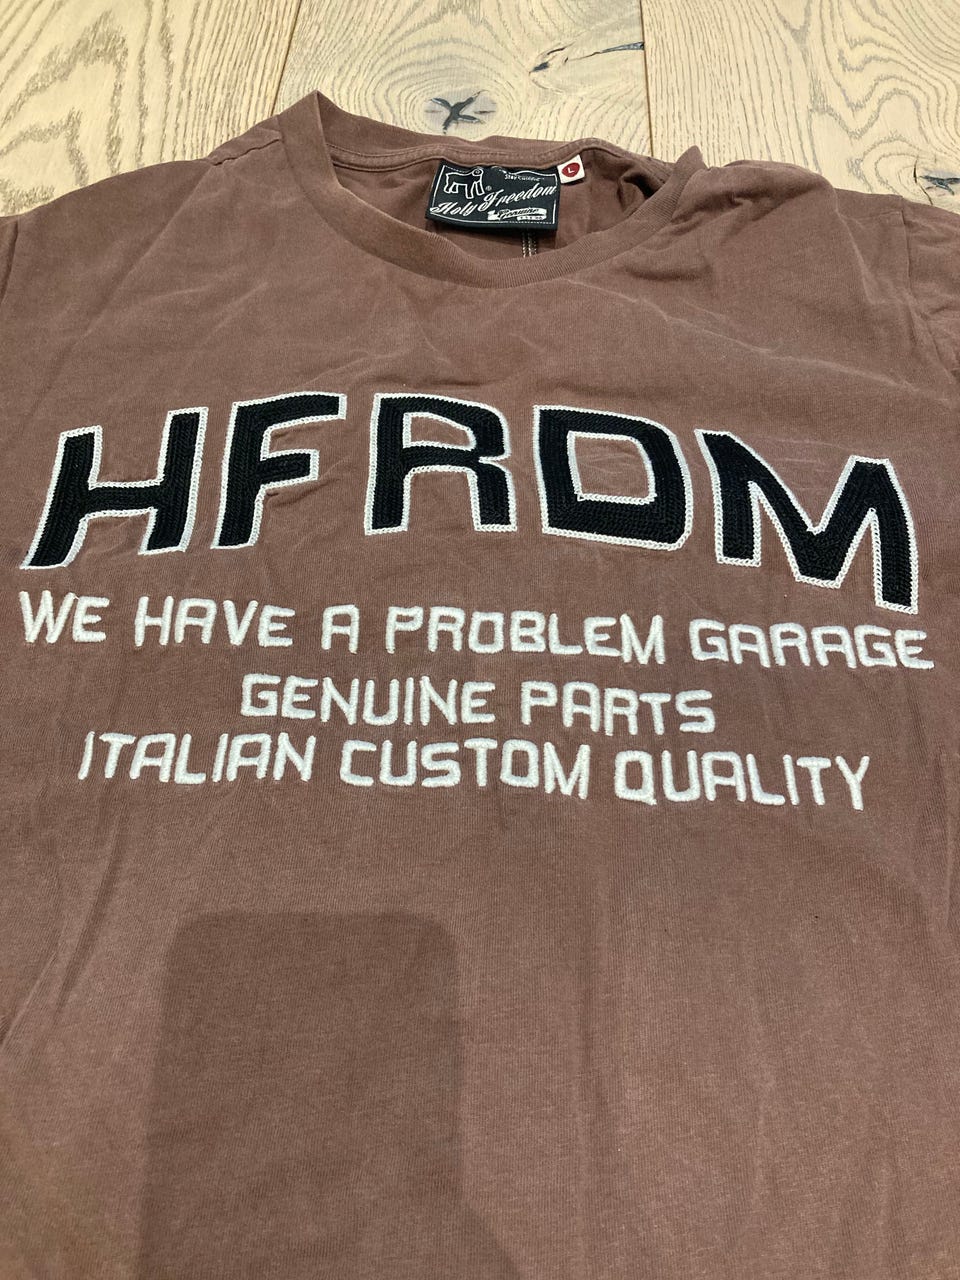 Holy Freedom
L
HFRDM
WE HAVE A PROBLEM GARAGE
GENUINE PARTS
ITALIAN CUSTOM QUALITY